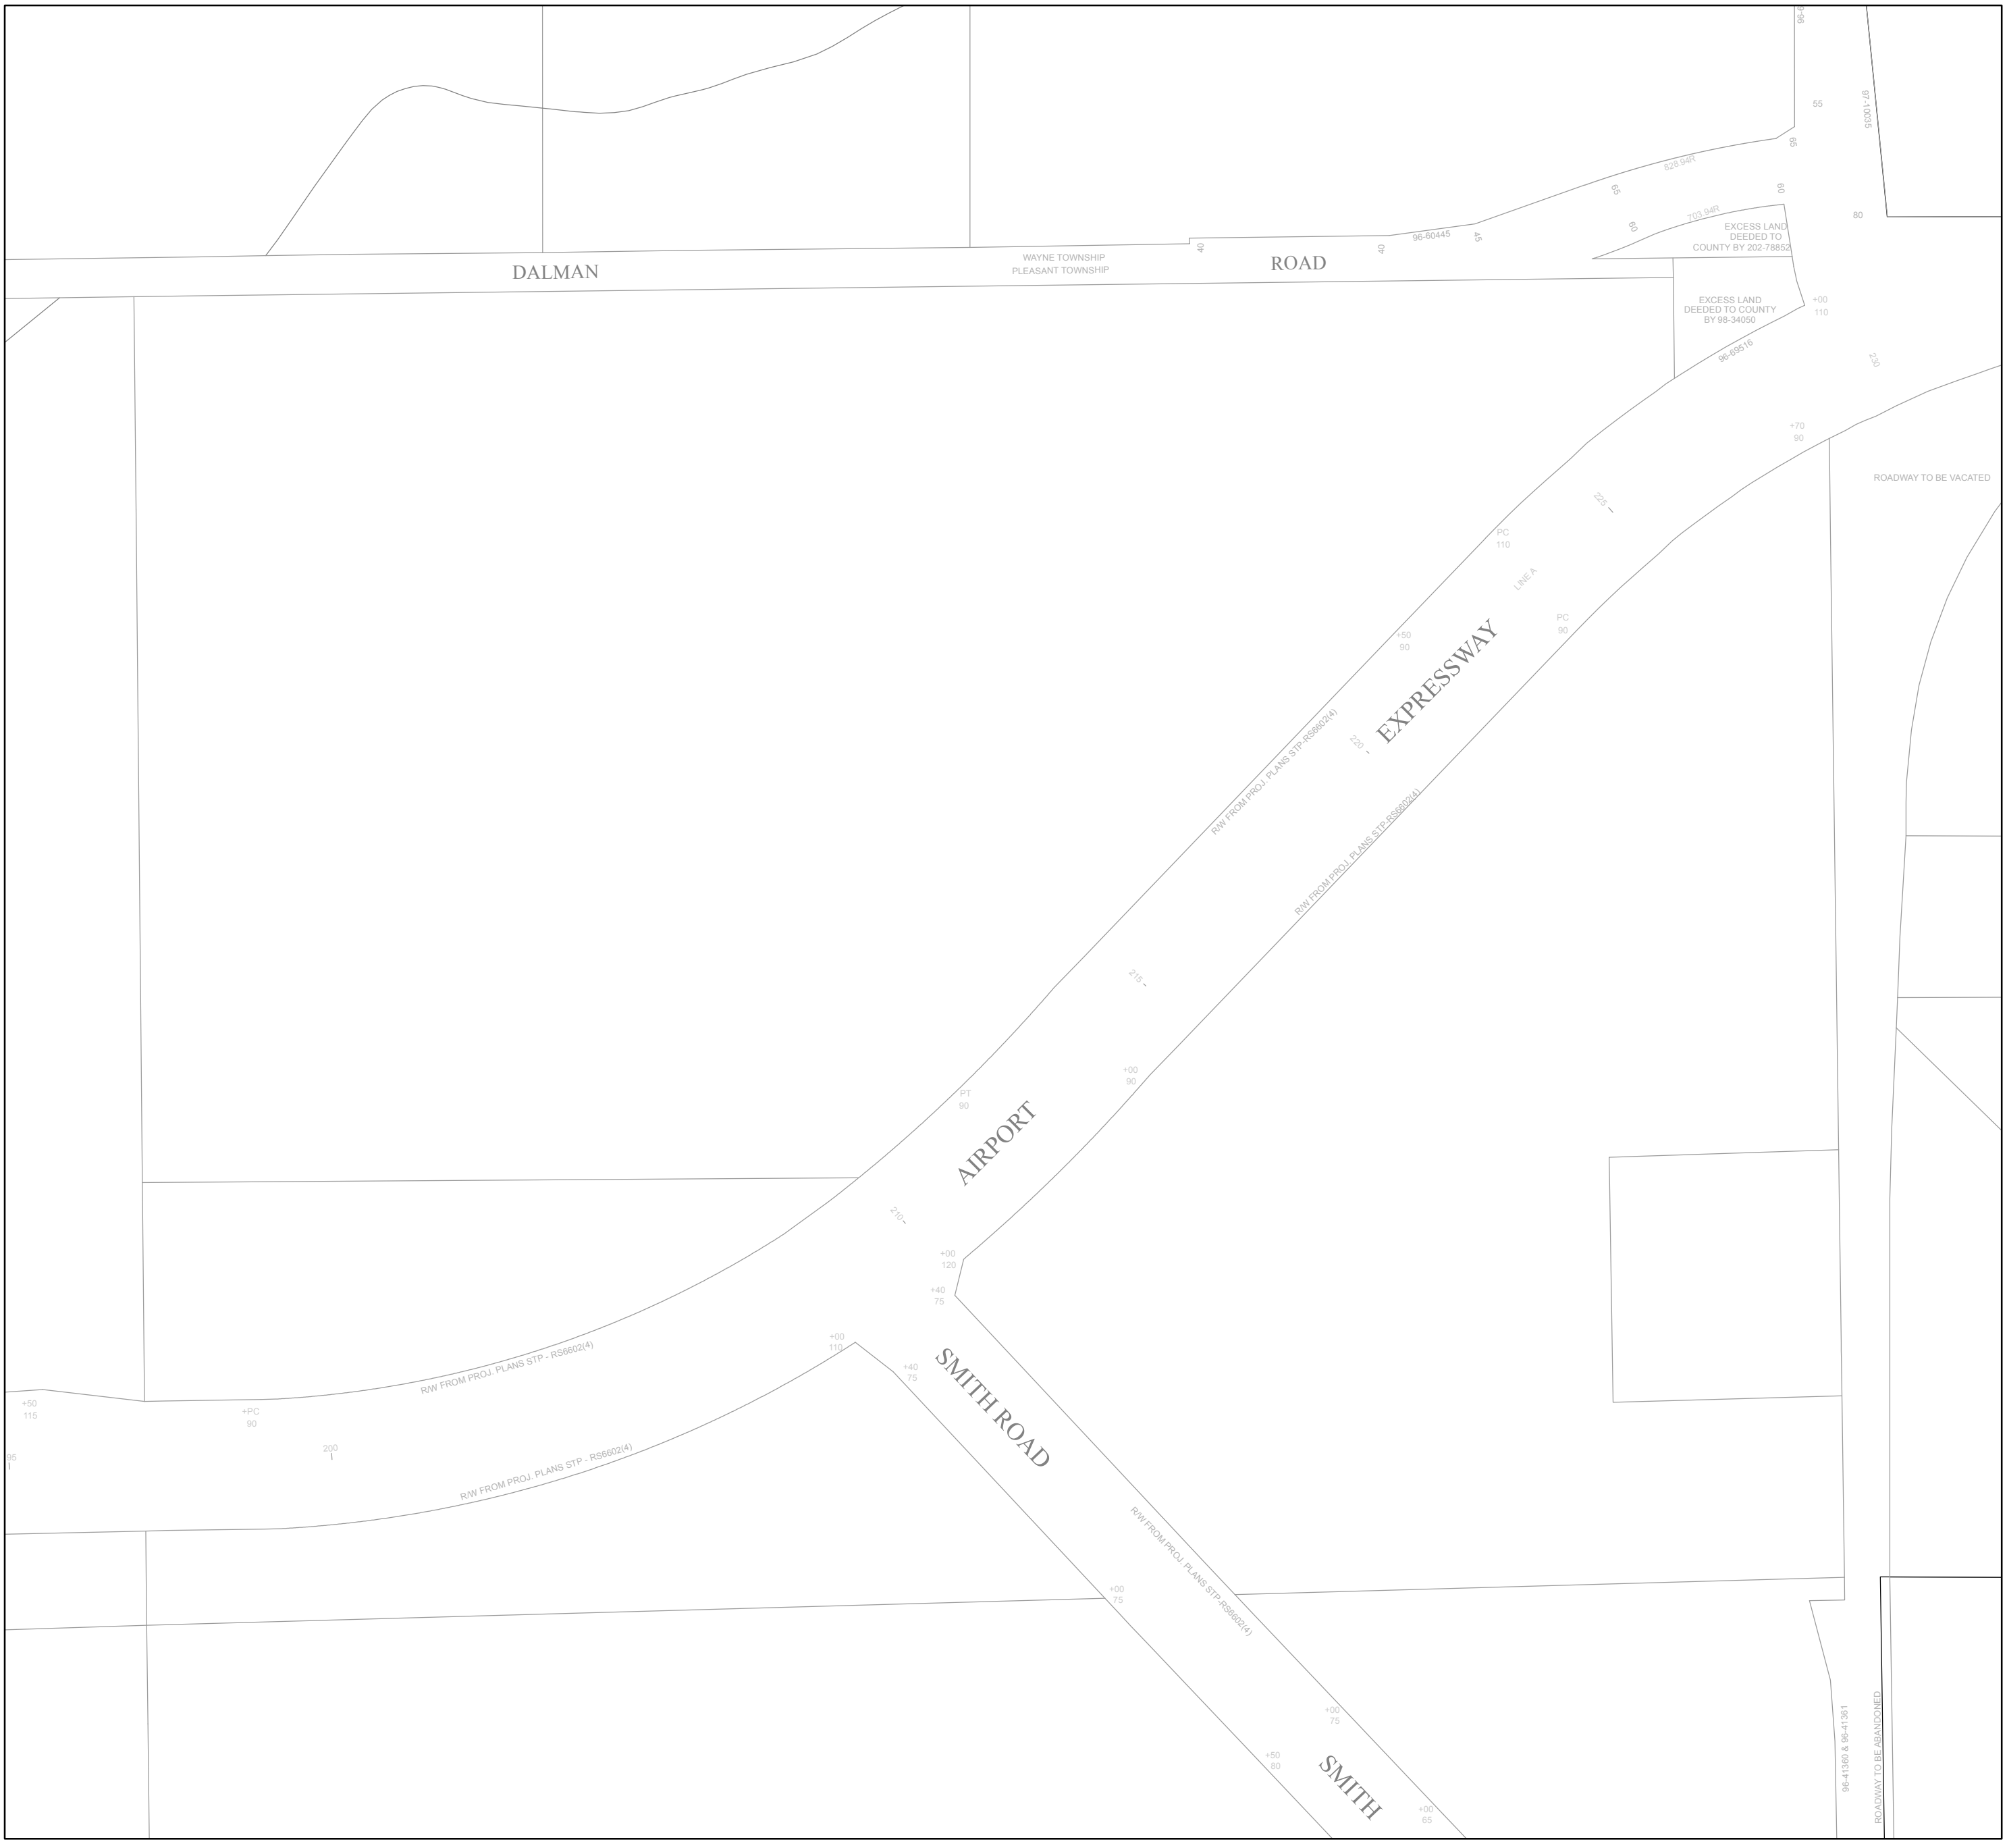 96-6
55
97-10035
65
828.94R
65
60
703.94R
60
80
EXCESS LAND
DEEDED TO
COUNTY BY 202-78852
40
40
96-60445
45
WAYNE TOWNSHIP
PLEASANT TOWNSHIP
DALMAN
ROAD
EXCESS LAND
DEEDED TO COUNTY
BY 98-34050
+00
110
96-69516
230
+70
90
ROADWAY TO BE VACATED
225
PC
110
LINE A
PC
90
+50
90
EXPRESSWAY
R/W FROM PROJ. PLANS STP-RS6602(4)
220
R/W FROM PROJ. PLANS STP-RS6602(4)
215
+00
90
PT
90
AIRPORT
210
+00
120
+40
75
+00
110
+40
75
SMITH ROAD
R/W FROM PROJ. PLANS STP - RS6602(4)
+50
115
+PC
90
95
200
R/W FROM PROJ. PLANS STP - RS6602(4)
R/W FROM PROJ. PLANS STP-RS6602(4)
+00
75
+00
75
+50
80
SMITH
+00
65
96-41360 & 96-41361
ROADWAY TO BE ABANDONED